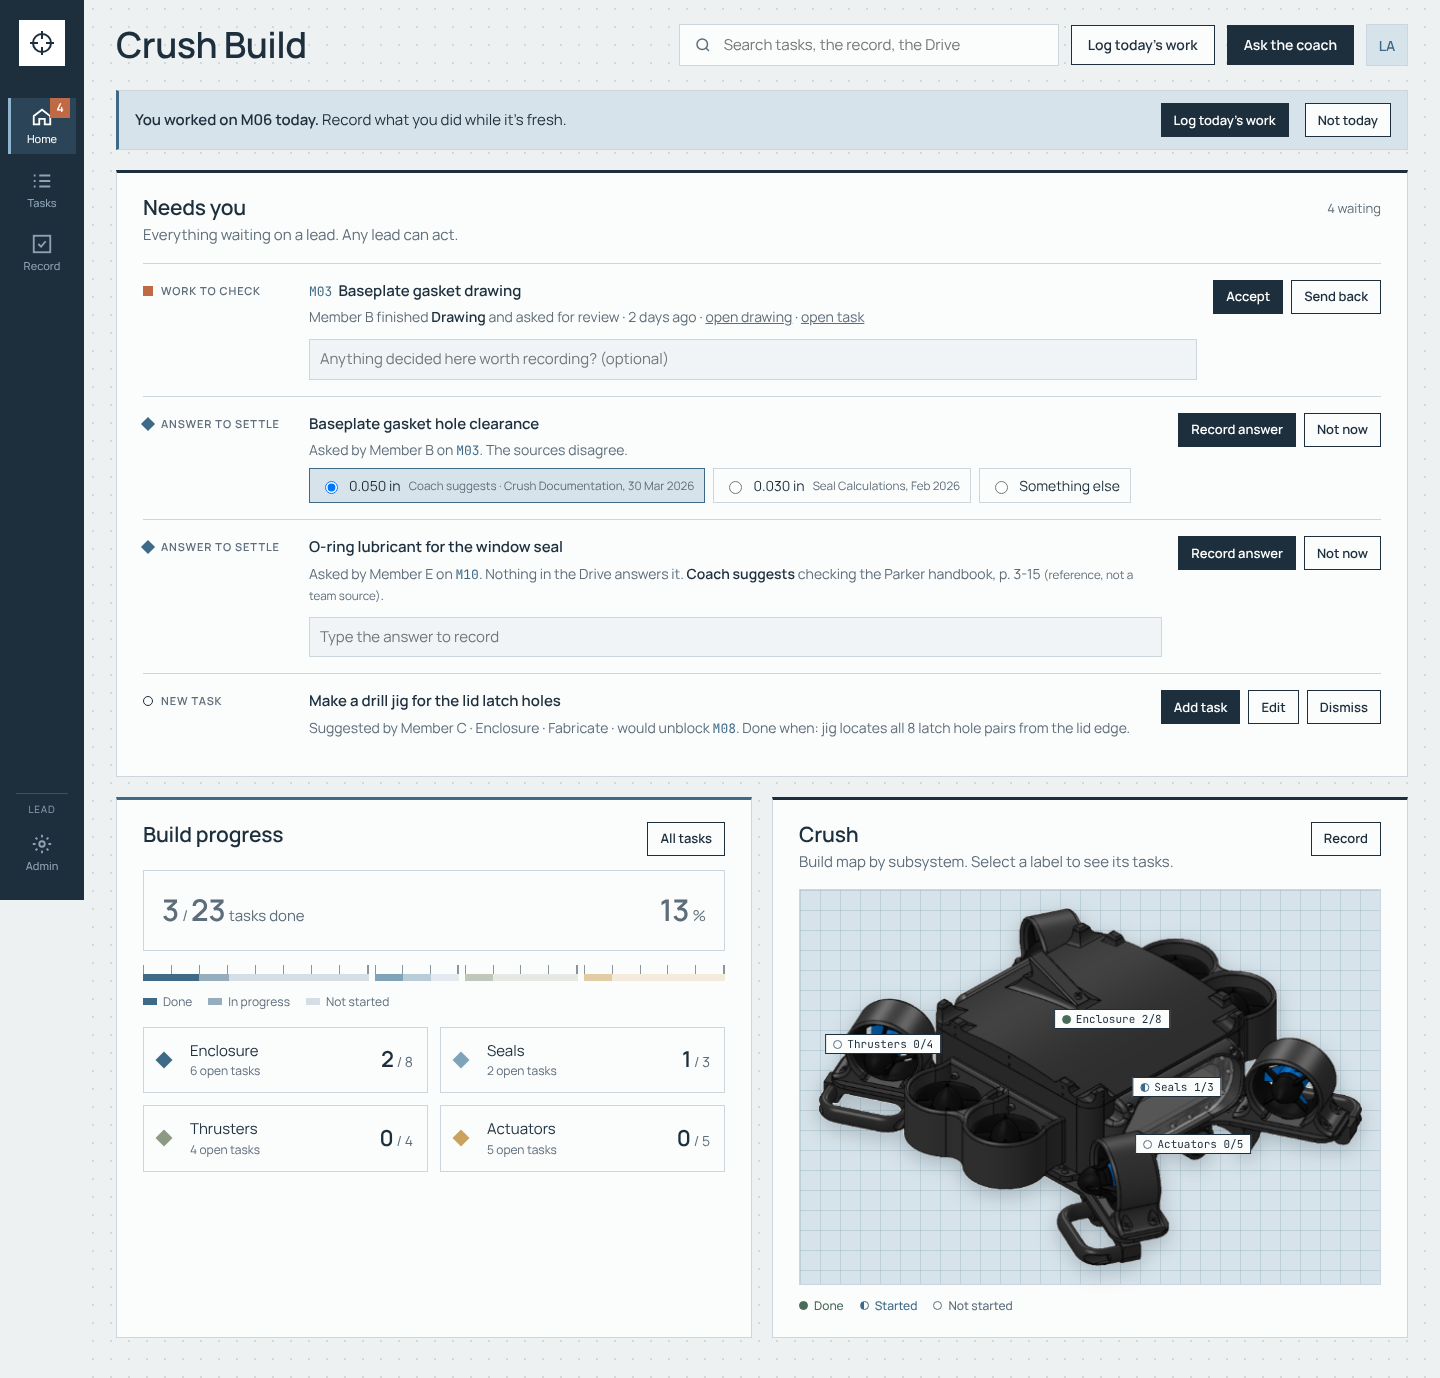 Crush Build
Search tasks, the record, the Drive
Log today's work
Ask the coach
LA
4
Home
Tasks
Record
LEAD
Admin
You worked on M06 today. Record what you did while it's fresh.
Log today's work
Not today
Needs you
4 waiting
Everything waiting on a lead. Any lead can act.
WORK TO CHECK
M03 Baseplate gasket drawing
Member B finished Drawing and asked for review · 2 days ago · open drawing · open task
Accept
Send back
Anything decided here worth recording? (optional)
ANSWER TO SETTLE
Baseplate gasket hole clearance
Asked by Member B on M03. The sources disagree.
Record answer
Not now
0.050 in Coach suggests · Crush Documentation, 30 Mar 2026
0.030 in Seal Calculations, Feb 2026
Something else
ANSWER TO SETTLE
O-ring lubricant for the window seal
Asked by Member E on M10. Nothing in the Drive answers it. Coach suggests checking the Parker handbook, p. 3-15 (reference, not a
team source).
Record answer
Not now
Type the answer to record
NEW TASK
Make a drill jig for the lid latch holes
Suggested by Member C · Enclosure · Fabricate · would unblock M08. Done when: jig locates all 8 latch hole pairs from the lid edge.
Add task
Edit
Dismiss
Build progress
All tasks
3 / 23 tasks done
13 %
Done
In progress
Not started
Enclosure
6 open tasks
2 / 8
Seals
2 open tasks
1 / 3
Thrusters
4 open tasks
0 / 4
Actuators
5 open tasks
0 / 5
Crush
Build map by subsystem. Select a label to see its tasks.
Record
Enclosure 2/8
Thrusters 0/4
Seals 1/3
Actuators 0/5
Done
Started
Not started